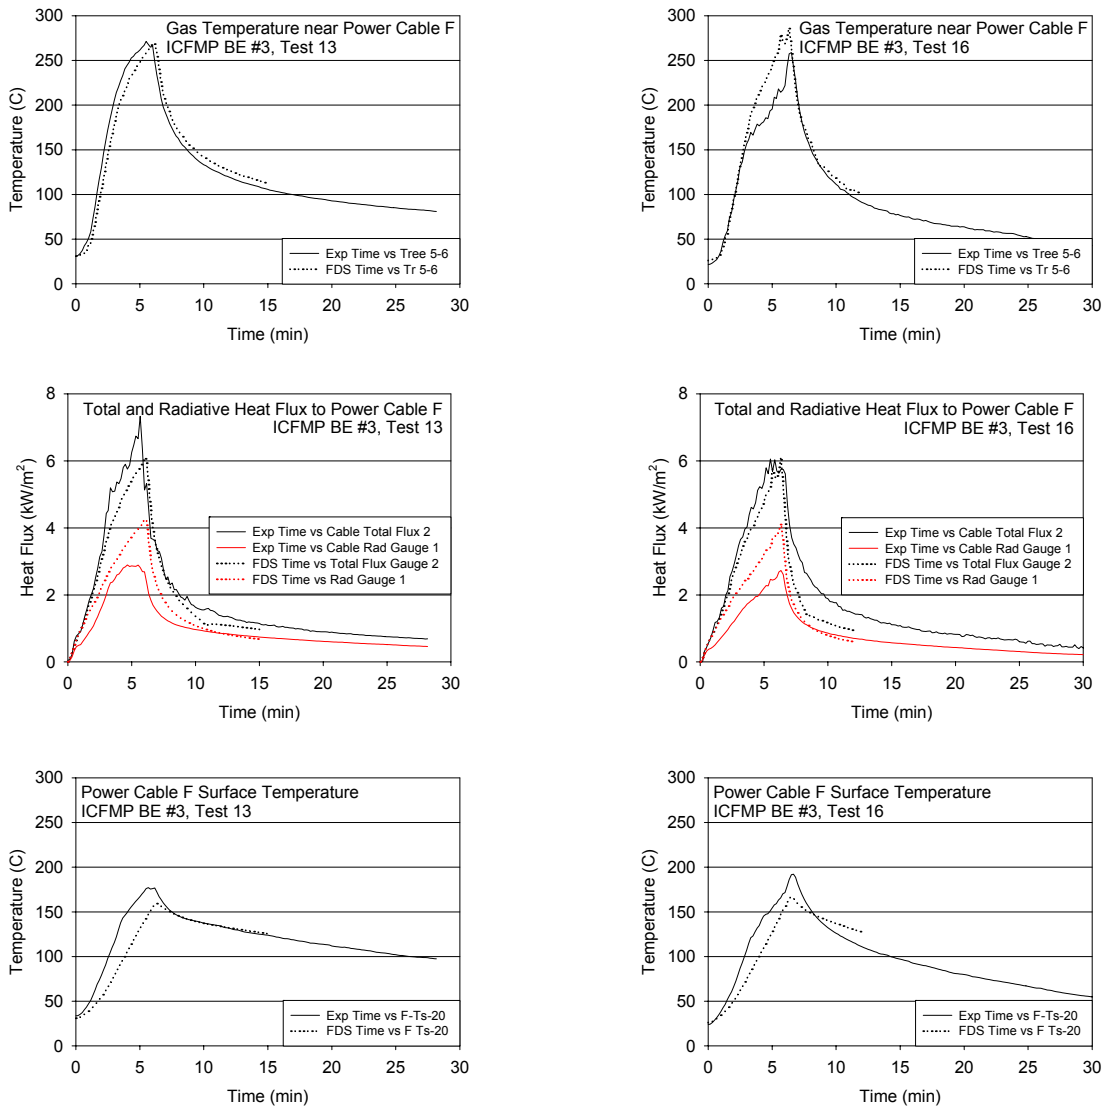 Gas Temperature near Power Cable F
ICFMP BE #3, Test 13
Temperature (C)
300
250
200
150
100
50
0
Exp Time vs Tree 5-6
FDS Time vs Tr 5-6
0 5 10 15 20 25 30
Time (min)
Gas Temperature near Power Cable F
ICFMP BE #3, Test 16
Temperature (C)
300
250
200
150
100
50
0
Exp Time vs Tree 5-6
FDS Time vs Tr 5-6
0 5 10 15 20 25 30
Time (min)
Total and Radiative Heat Flux to Power Cable F
ICFMP BE #3, Test 13
Heat Flux (kW/m²)
8
6
4
2
0
Exp Time vs Cable Total Flux 2
Exp Time vs Cable Rad Gauge 1
FDS Time vs Total Flux Gauge 2
FDS Time vs Rad Gauge 1
0 5 10 15 20 25 30
Time (min)
Total and Radiative Heat Flux to Power Cable F
ICFMP BE #3, Test 16
Heat Flux (kW/m²)
8
6
4
2
0
Exp Time vs Cable Total Flux 2
Exp Time vs Cable Rad Gauge 1
FDS Time vs Total Flux Gauge 2
FDS Time vs Rad Gauge 1
0 5 10 15 20 25 30
Time (min)
Power Cable F Surface Temperature
ICFMP BE #3, Test 13
Temperature (C)
300
250
200
150
100
50
0
Exp Time vs F-Ts-20
FDS Time vs F Ts-20
0 5 10 15 20 25 30
Time (min)
Power Cable F Surface Temperature
ICFMP BE #3, Test 16
Temperature (C)
300
250
200
150
100
50
0
Exp Time vs F-Ts-20
FDS Time vs F Ts-20
0 5 10 15 20 25 30
Time (min)